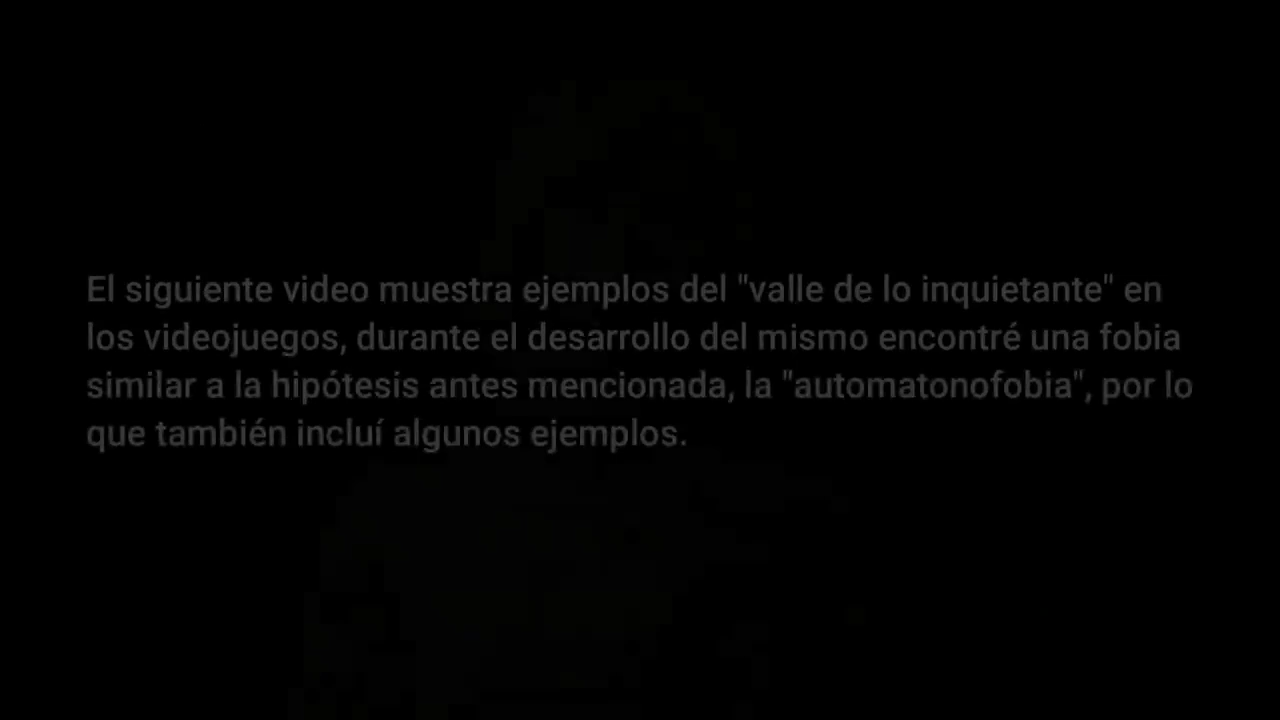 El siguiente video muestra ejemplos del "valle de lo inquietante" en
los videojuegos, durante el desarrollo del mismo encontré una fobia
similar a la hipótesis antes mencionada, la "automatonofobia", por lo
que también incluí algunos ejemplos.